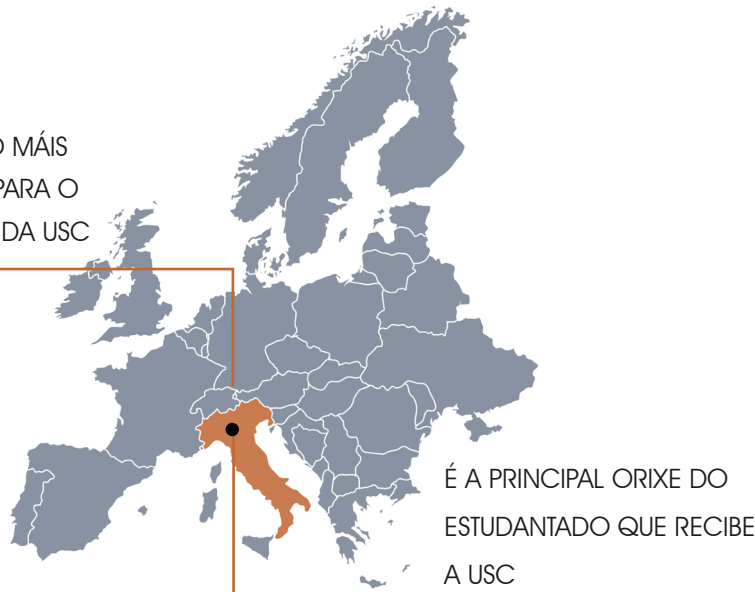 MÁIS
PARA O
DA USC
É A PRINCIPAL ORIXE DO
ESTUDANTADO QUE RECIBE
A USC